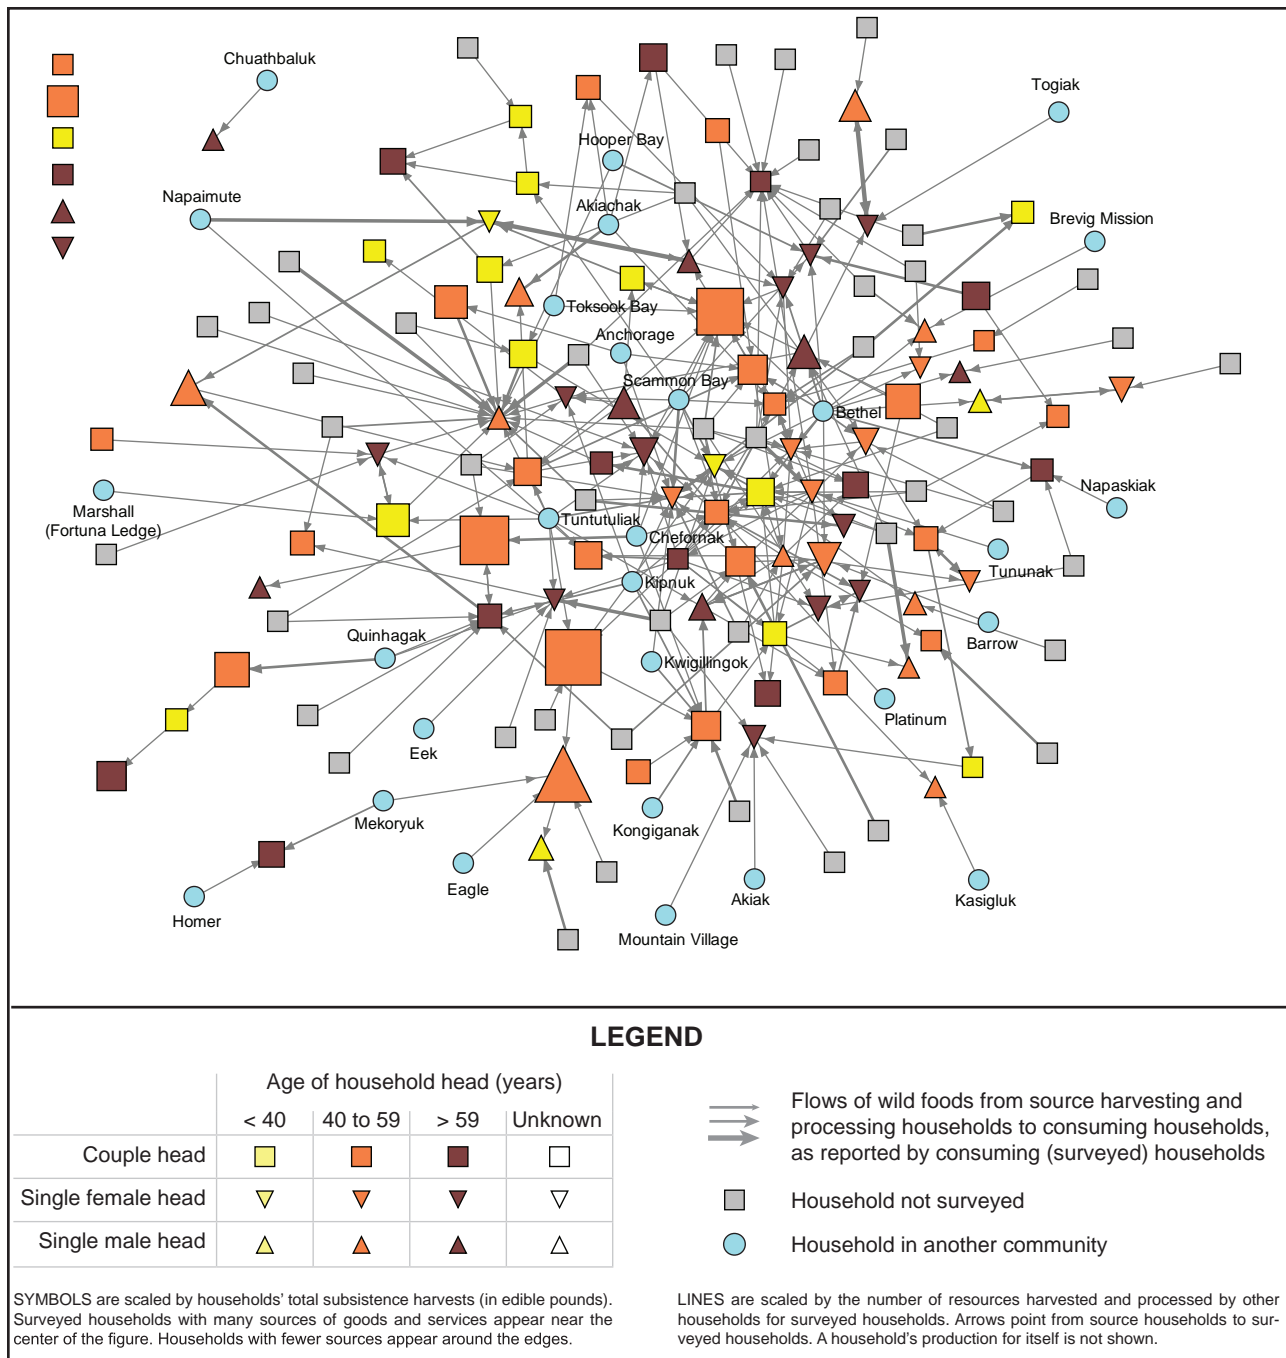 Chuathbaluk
Togiak
Hooper Bay
Napaimute
Akiachak
Brevig Mission
Toksook Bay
Anchorage
Scammon Bay
Bethel
Marshall
(Fortuna Ledge)
Napaskiak
Tuntutuliak
Chefornak
Tununak
Kipnuk
Quinhagak
Barrow
Kwigillingok
Platinum
Eek
Mekoryuk
Kongiganak
Eagle
Akiak
Kasigluk
Homer
Mountain Village
LEGEND
Age of household head (years)
< 40 40 to 59 > 59 Unknown
Couple head
Single female head
Single male head
Flows of wild foods from source harvesting and
processing households to consuming households,
as reported by consuming (surveyed) households
Household not surveyed
Household in another community
SYMBOLS are scaled by households' total subsistence harvests (in edible pounds).
Surveyed households with many sources of goods and services appear near the
center of the figure. Households with fewer sources appear around the edges.
LINES are scaled by the number of resources harvested and processed by other
households for surveyed households. Arrows point from source households to sur-
veyed households. A household's production for itself is not shown.